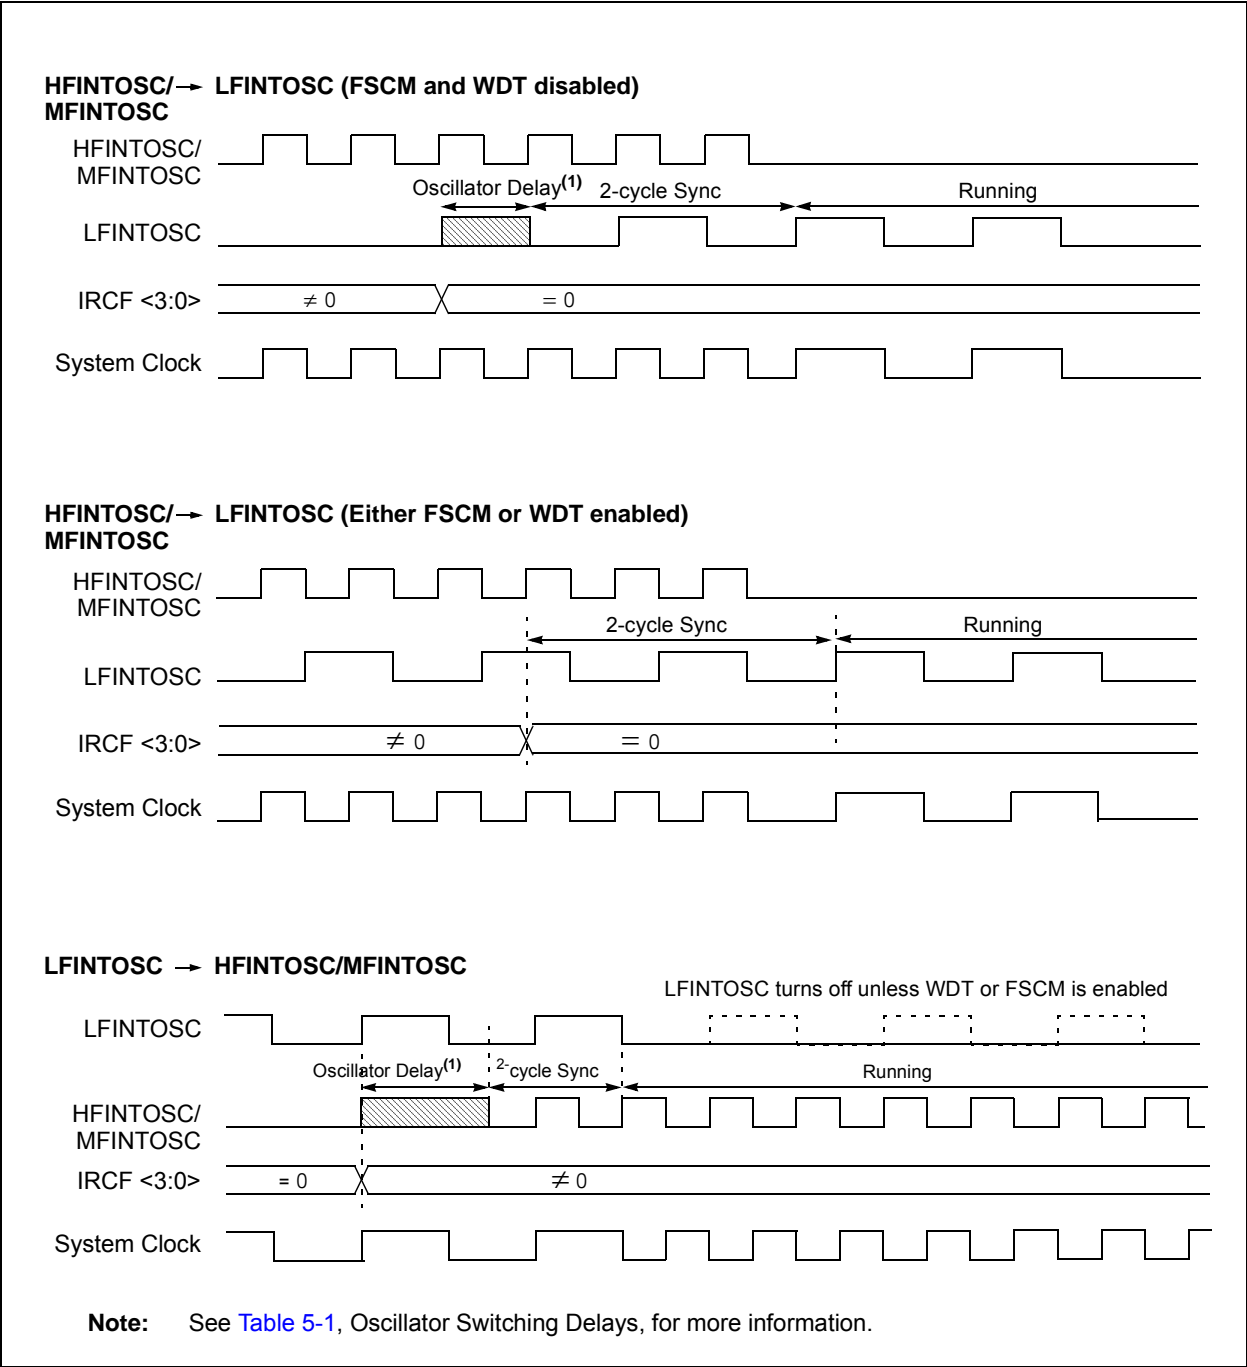 HFINTOSC/→ LFINTOSC (FSCM and WDT disabled)
MFINTOSC
HFINTOSC/
MFINTOSC
Oscillator Delay(1) 2-cycle Sync Running
LFINTOSC
IRCF <3:0> ≠ 0 = 0
System Clock
HFINTOSC/→ LFINTOSC (Either FSCM or WDT enabled)
MFINTOSC
HFINTOSC/
MFINTOSC
2-cycle Sync Running
LFINTOSC
IRCF <3:0> ≠ 0 = 0
System Clock
LFINTOSC → HFINTOSC/MFINTOSC
LFINTOSC turns off unless WDT or FSCM is enabled
LFINTOSC
Oscillator Delay(1) 2-cycle Sync Running
HFINTOSC/
MFINTOSC
IRCF <3:0> = 0 ≠ 0
System Clock
Note: See Table 5-1, Oscillator Switching Delays, for more information.